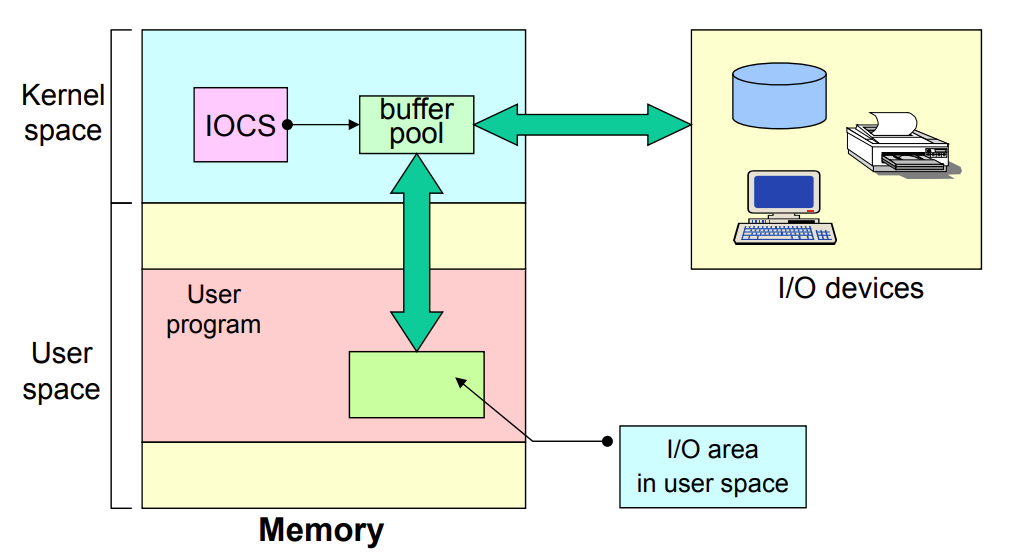 Kernel
space
IOCS
buffer
pool
I/O devices
User
program
User
space
I/O area
in user space
Memory